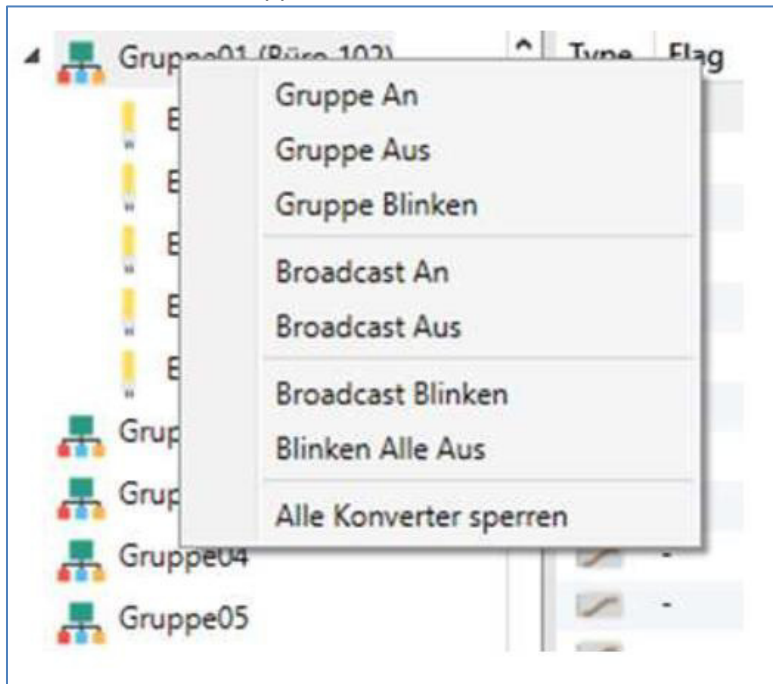 Gruppe01 (Büro 102)
Type Flag
Gruppe An
Gruppe Aus
Gruppe Blinken
Broadcast An
Broadcast Aus
Broadcast Blinken
Blinken Alle Aus
Alle Konverter sperren
Gruppe04
-
Gruppe05
-